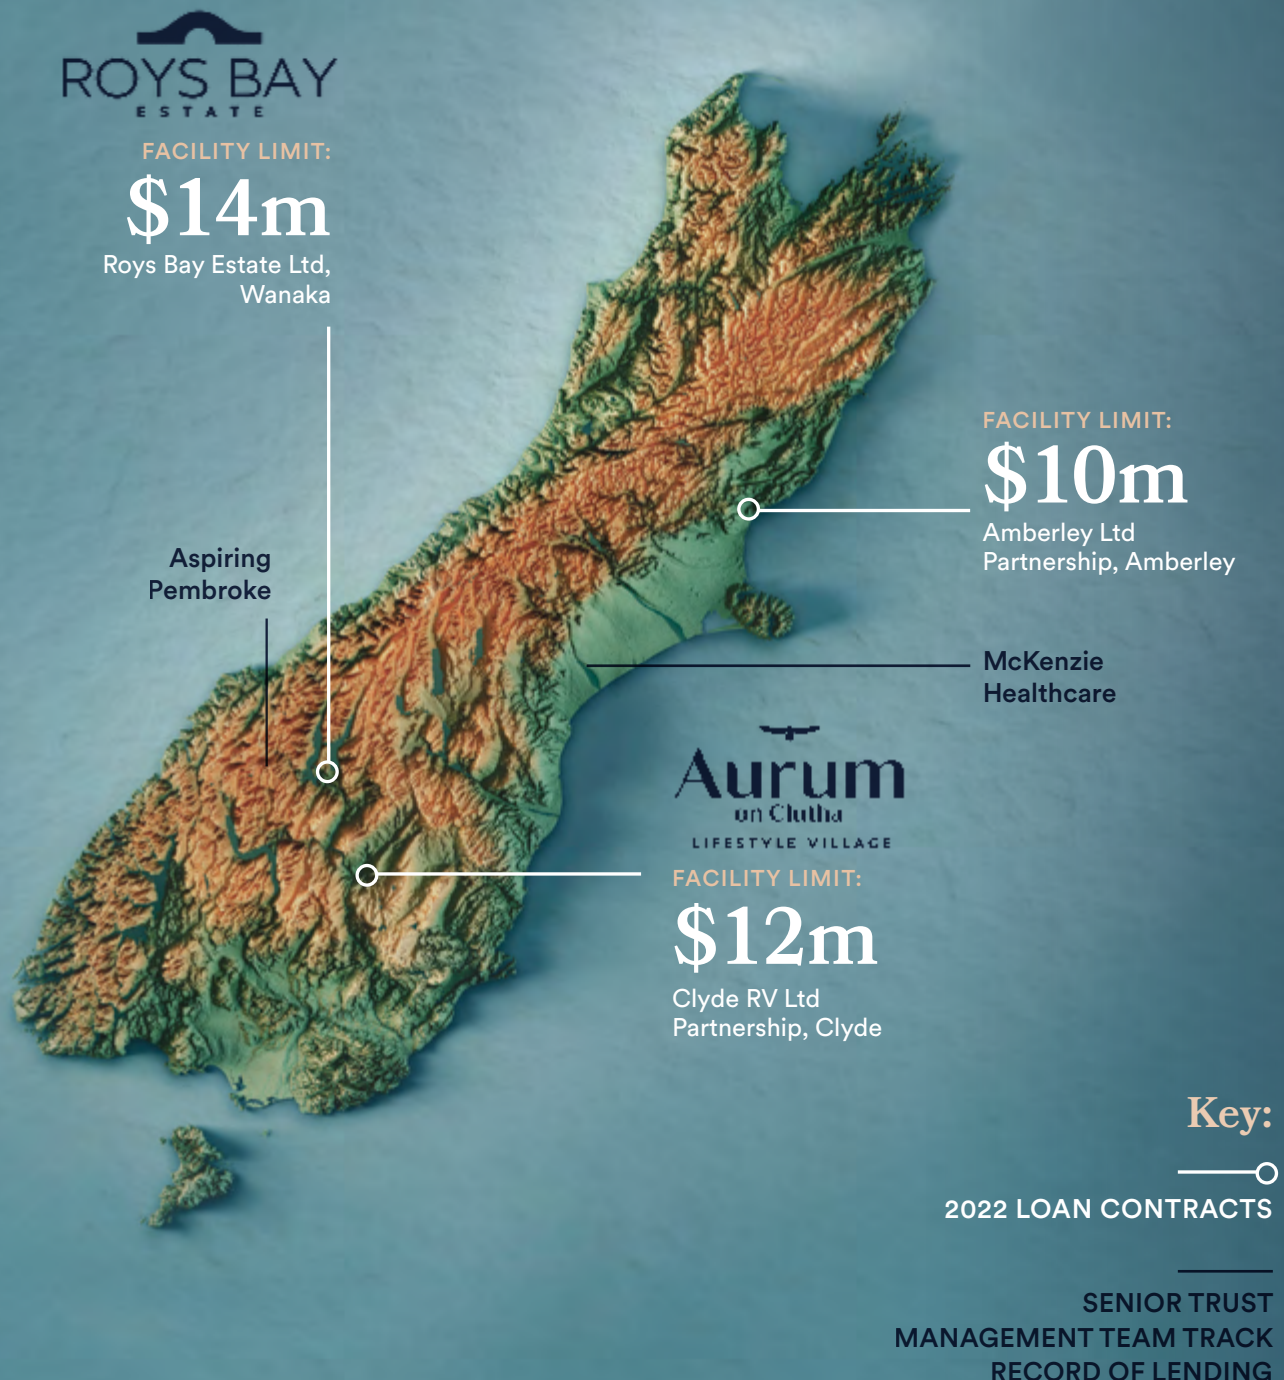 ROYS BAY
ESTATE
FACILITY LIMIT:
$14m
Roys Bay Estate Ltd,
Wanaka
FACILITY LIMIT:
$10m
Amberley Ltd
Partnership, Amberley
Aspiring
Pembroke
McKenzie
Healthcare
Aurum
on Clutha
LIFESTYLE VILLAGE
FACILITY LIMIT:
$12m
Clyde RV Ltd
Partnership, Clyde
Key:
2022 LOAN CONTRACTS
SENIOR TRUST
MANAGEMENT TEAM TRACK
RECORD OF LENDING